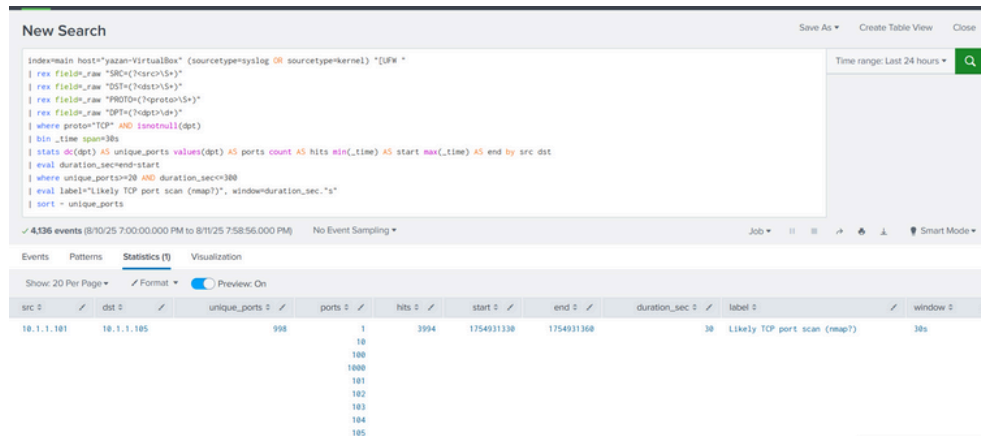 New Search
Save As Create Table View Close
index=main host="yazan-VirtualBox" (sourcetype=syslog OR sourcetype=kernel) "[UFW "
| rex field=_raw "SRC=(?<src>\S+)"
| rex field=_raw "DST=(?<dst>\S+)"
| rex field=_raw "PROTO=(?<proto>\S+)"
| rex field=_raw "DPT=(?<dpt>\d+)"
| where proto="TCP" AND isnotnull(dpt)
| bin _time span=30s
| stats dc(dpt) AS unique_ports values(dpt) AS ports count AS hits min(_time) AS start max(_time) AS end by src dst
| eval duration_sec=end-start
| where unique_ports>=20 AND duration_sec<=300
| eval label="Likely TCP port scan (nmap?)", window=duration_sec."s"
| sort - unique_ports
Time range: Last 24 hours
4,136 events (8/10/25 7:00:00.000 PM to 8/11/25 7:58:56.000 PM) No Event Sampling Job Smart Mode
Events Patterns Statistics (1) Visualization
Show: 20 Per Page Format Preview: On
src dst unique_ports ports hits start end duration_sec label window
10.1.1.101 10.1.1.105 998 1 3994 1754931330 1754931360 30 Likely TCP port scan (nmap?) 30s
10
100
1000
101
102
103
104
105